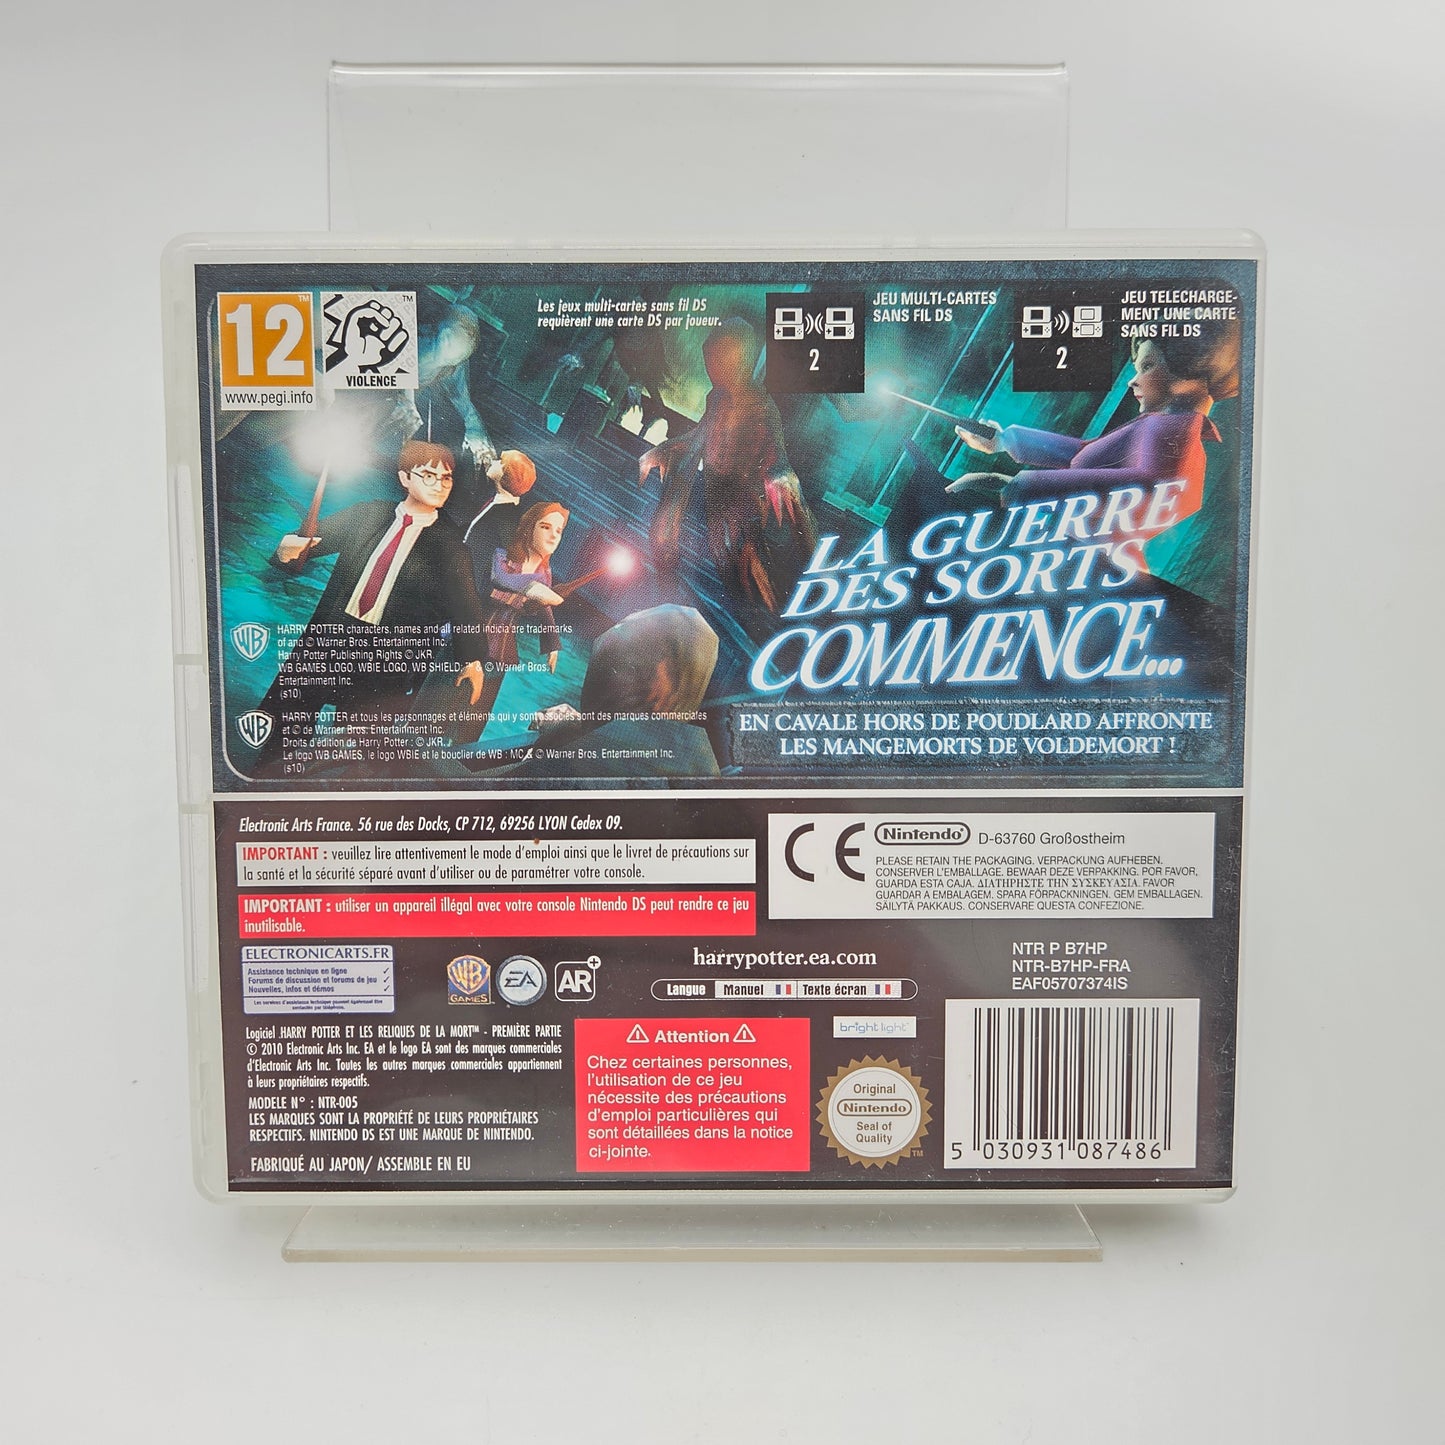 12
www.pegi.info
VIOLENCE
Les jeux multi-cartes sans fil DS
requièrent une carte DS par joueur.
2
JEU MULTI-CARTES
SANS FIL DS
2
JEU TELECHARGE-
MENT UNE CARTE
SANS FIL DS
LA GUERRE
DES SORTS
COMMENCE...
EN CAVALE HORS DE POUDLARD AFFRONTE
LES MANGEMORTS DE VOLDEMORT !
WB
HARRY POTTER characters, names and all related indicia are trademarks
of and © Warner Bros. Entertainment Inc.
Harry Potter Publishing Rights © JKR.
WB GAMES LOGO, WB!E LOGO, WB SHIELD: & © Warner Bros.
Entertainment Inc.
(s10)
WB
HARRY POTTER et tous les personnages et éléments qui y sont associés sont des marques commerciales
et © de Warner Bros. Entertainment Inc.
Droits d'édition de Harry Potter : © JKR.
Le logo WB GAMES, le logo WBIE et le bouclier de WB : MC & © Warner Bros. Entertainment Inc.
(s10)
Electronic Arts France. 56 rue des Docks, CP 712, 69256 LYON Cedex 09.
IMPORTANT : veuillez lire attentivement le mode d'emploi ainsi que le livret de précautions sur
la santé et la sécurité séparé avant d'utiliser ou de paramétrer votre console.
IMPORTANT : utiliser un appareil illégal avec votre console Nintendo DS peut rendre ce jeu
inutilisable.
CE
Nintendo® D-63760 Großostheim
PLEASE RETAIN THE PACKAGING. VERPACKUNG AUFHEBEN.
CONSERVER L'EMBALLAGE. BEWAAR DEZE VERPAKKING. POR FAVOR,
GUARDA ESTA CAJA. ΔΙΑΤΗΡΗΣΤΕ ΤΗΝ ΣΥΣΚΕΥΑΣΙΑ. FAVOR
GUARDAR A EMBALAGEM. SPARA FÖRPACKNINGEN. GEM EMBALLAGEN.
SÄILYTÄ PAKKAUS. CONSERVARE QUESTA CONFEZIONE.
ELECTRONICARTS.FR
Assistance technique en ligne ✓
Forums de discussion et forums de jeu ✓
Nouvelles, infos et démos ✓
Les services d'assistance technique peuvent également être
contactés par téléphone.
WB
GAMES
EA
AR+
harrypotter.ea.com
Langue Manuel Texte écran
NTR P B7HP
NTR-B7HP-FRA
EAF05707374IS
Logiciel HARRY POTTER ET LES RELIQUES DE LA MORT™ - PREMIÈRE PARTIE
© 2010 Electronic Arts Inc. EA et le logo EA sont des marques commerciales
d'Electronic Arts Inc. Toutes les autres marques commerciales appartiennent
à leurs propriétaires respectifs.
MODELE N° : NTR-005
LES MARQUES SONT LA PROPRIÉTÉ DE LEURS PROPRIÉTAIRES
RESPECTIFS. NINTENDO DS EST UNE MARQUE DE NINTENDO.
FABRIQUÉ AU JAPON/ ASSEMBLE EN EU
⚠ Attention ⚠
Chez certaines personnes,
l'utilisation de ce jeu
nécessite des précautions
d'emploi particulières qui
sont détaillées dans la notice
ci-jointe.
bright light
Original
Nintendo®
Seal of
Quality
TM
5 030931 087486